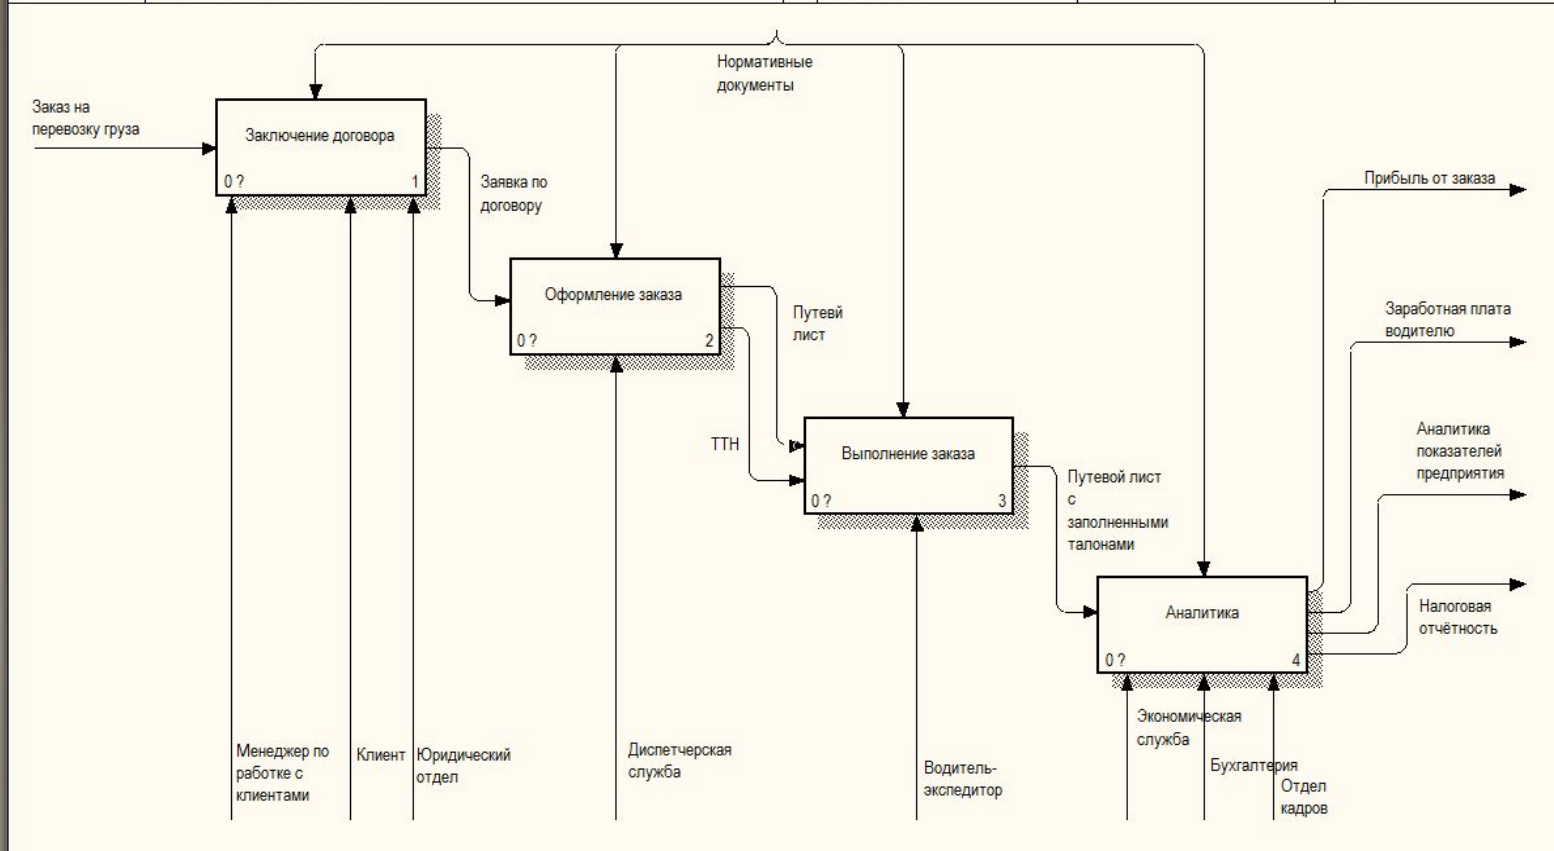 Нормативные
документы
Заказ на
перевозку груза
Заключение договора
0 ?
1
Заявка по
договору
Прибыль от заказа
Оформление заказа
0 ?
2
Путевй
лист
Заработная плата
водителю
ТТН
Выполнение заказа
0 ?
3
Аналитика
показателей
предприятия
Путевой лист
с
заполненными
талонами
Аналитика
0 ?
4
Налоговая
отчётность
Менеджер по
работке с
клиентами
Клиент
Юридический
отдел
Диспетчерская
служба
Водитель-
экспедитор
Экономическая
служба
Бухгалтерия
Отдел
кадров